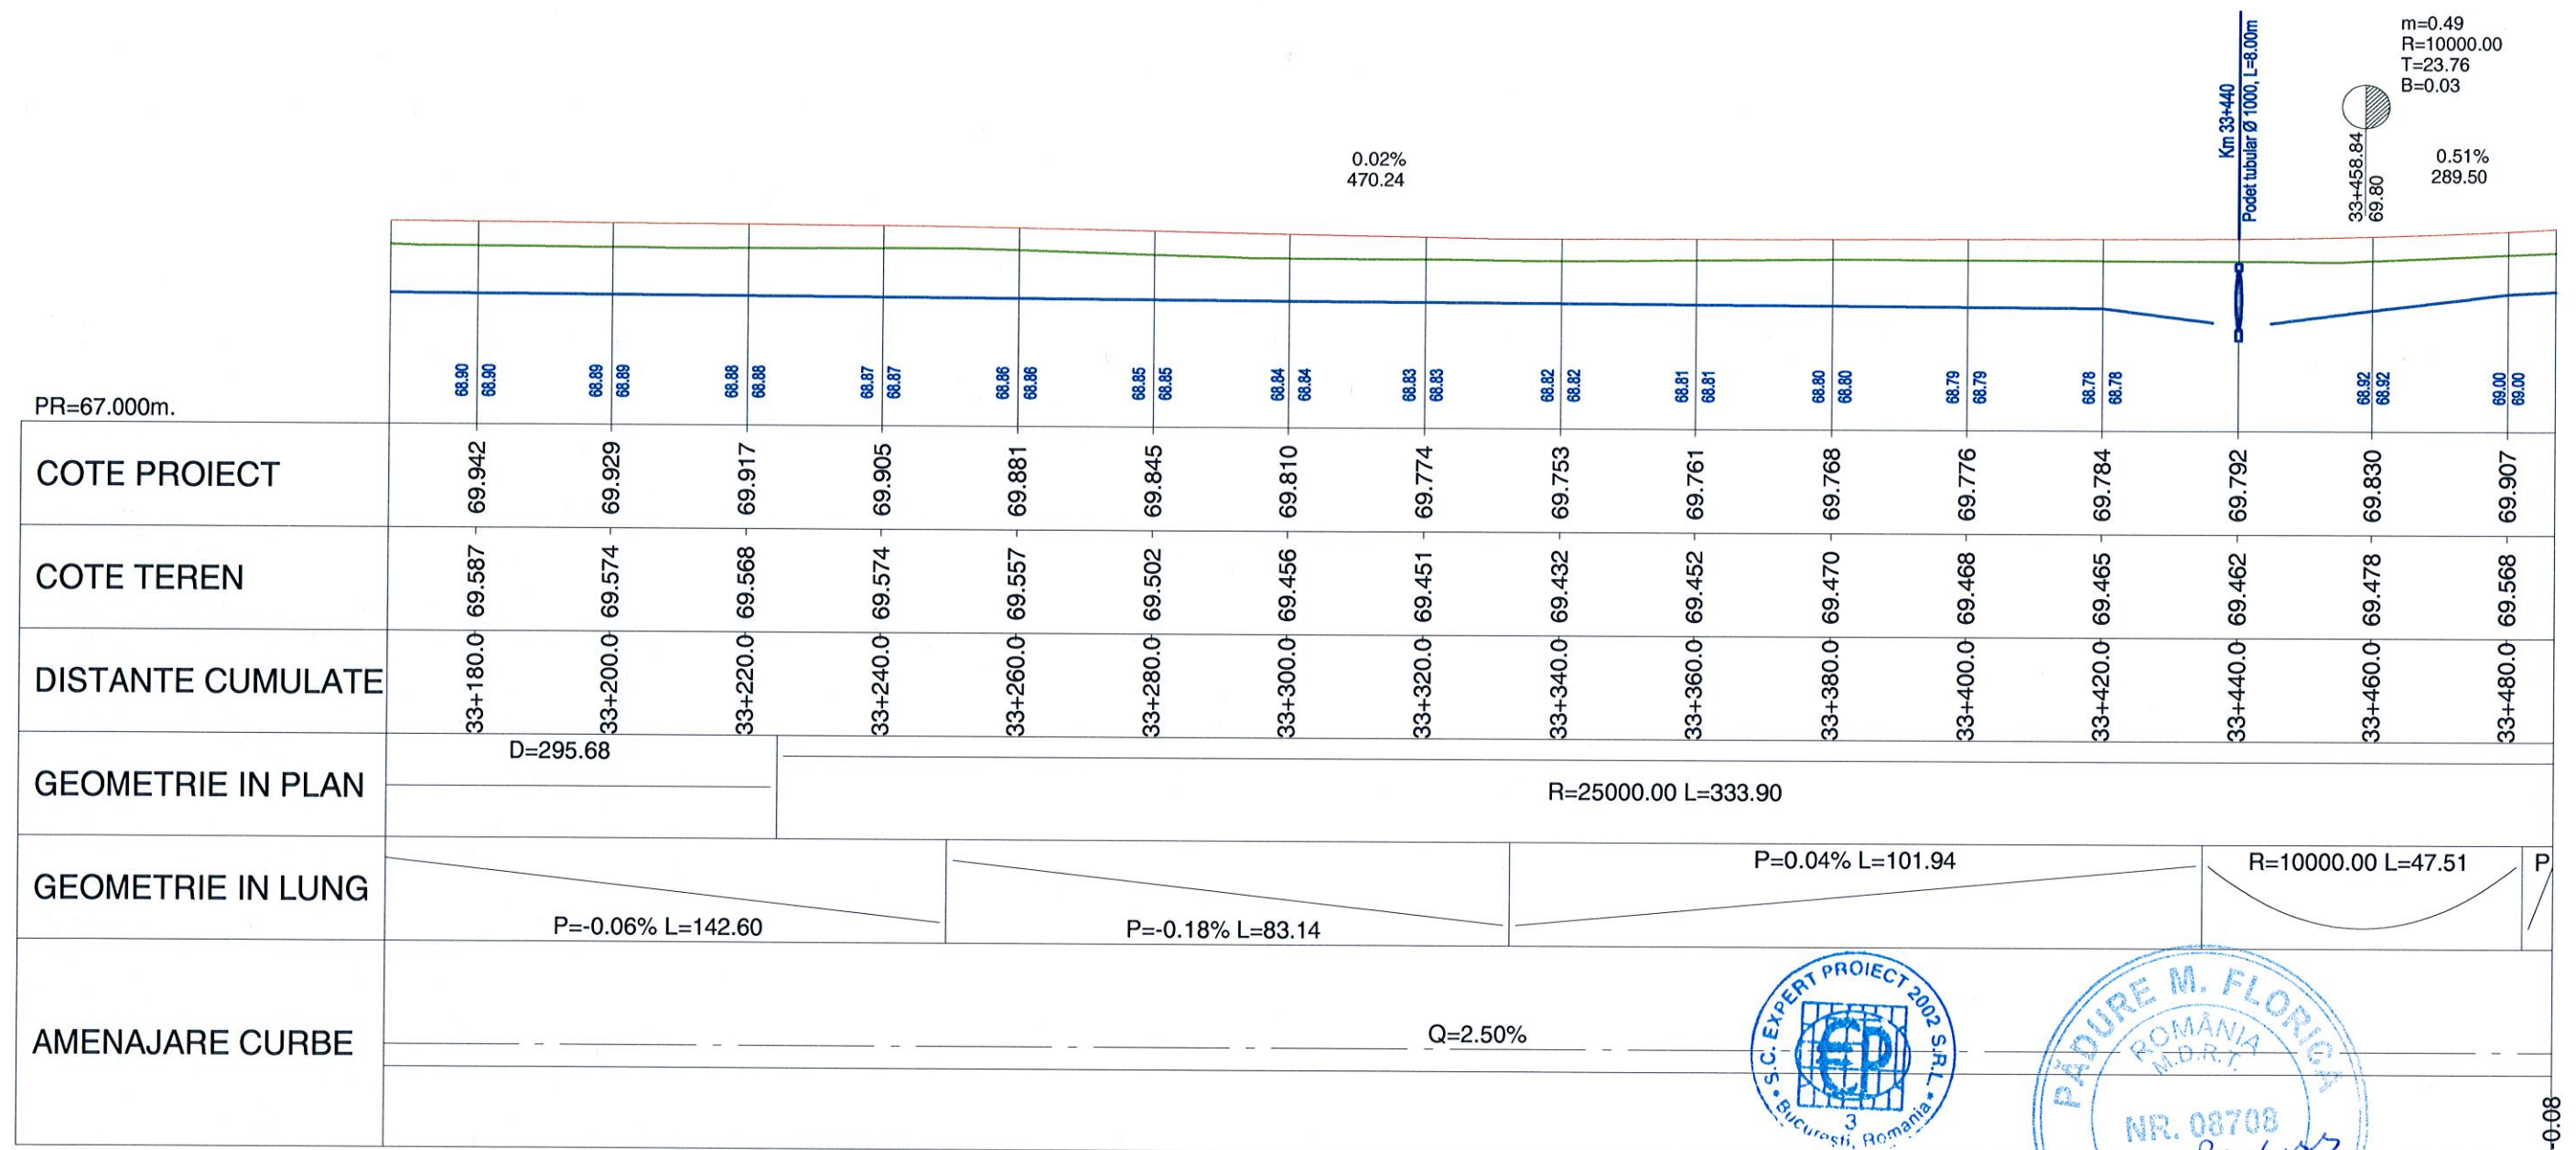 m=0.49
R=10000.00
T=23.76
B=0.03
Km 33+440
Podet tubular Ø 1000, L=8.00m
33+458.84
69.80
0.02%
470.24
0.51%
289.50
68.90 68.89 68.88 68.87 68.86 68.85 68.84 68.83 68.82 68.81 68.80 68.79 68.78 68.92 69.00
68.90 68.89 68.88 68.87 68.86 68.85 68.84 68.83 68.82 68.81 68.80 68.79 68.78 68.92 69.00
PR=67.000m.
COTE PROIECT 69.942 69.929 69.917 69.905 69.881 69.845 69.810 69.774 69.753 69.761 69.768 69.776 69.784 69.792 69.830 69.907
COTE TEREN 69.587 69.574 69.568 69.574 69.557 69.502 69.456 69.451 69.432 69.452 69.470 69.468 69.465 69.462 69.478 69.568
DISTANTE CUMULATE 33+180.0 33+200.0 33+220.0 33+240.0 33+260.0 33+280.0 33+300.0 33+320.0 33+340.0 33+360.0 33+380.0 33+400.0 33+420.0 33+440.0 33+460.0 33+480.0
GEOMETRIE IN PLAN
D=295.68
R=25000.00 L=333.90
GEOMETRIE IN LUNG
P=-0.06% L=142.60
P=-0.18% L=83.14
P=0.04% L=101.94
R=10000.00 L=47.51
P
AMENAJARE CURBE
Q=2.50%
-0.08
S.C. EXPERT PROIECT 2002 S.R.L.
EP
3
Bucuresti, Romania
PĂDURE M. FLORICA
ROMÂNIA
M.D.R.T.
NR. 08708